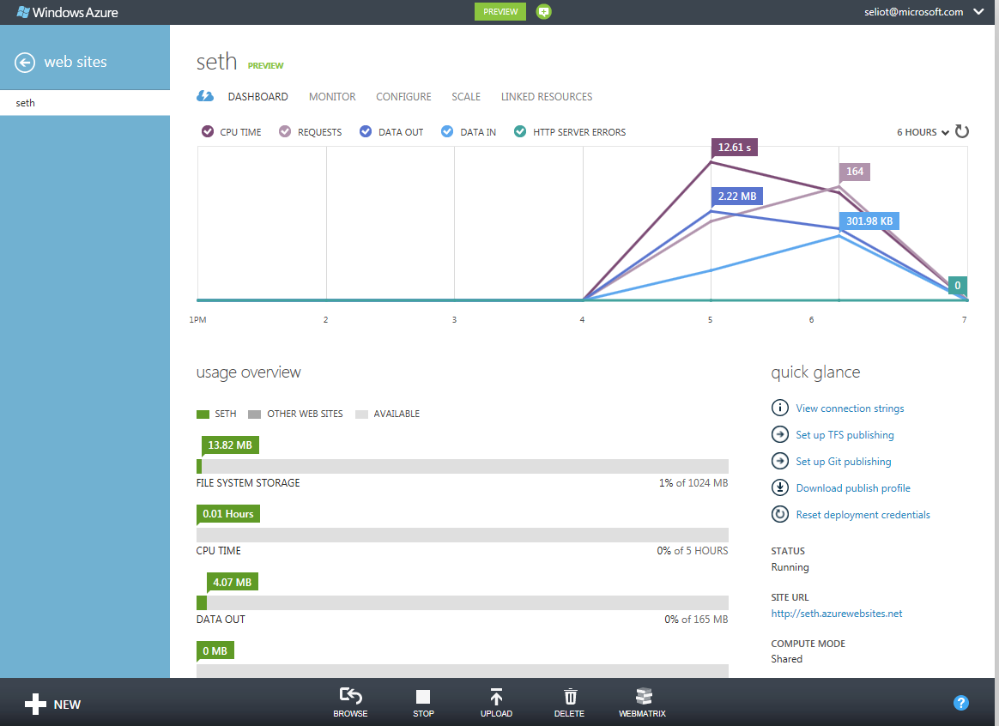 Windows Azure
PREVIEW
seliot@microsoft.com
web sites
seth
seth PREVIEW
DASHBOARD MONITOR CONFIGURE SCALE LINKED RESOURCES
CPU TIME REQUESTS DATA OUT DATA IN HTTP SERVER ERRORS 6 HOURS
12.61 s
164
2.22 MB
301.98 KB
0
1PM 2 3 4 5 6 7
usage overview
SETH OTHER WEB SITES AVAILABLE
13.82 MB
FILE SYSTEM STORAGE 1% of 1024 MB
0.01 Hours
CPU TIME 0% of 5 HOURS
4.07 MB
DATA OUT 0% of 165 MB
0 MB
quick glance
View connection strings
Set up TFS publishing
Set up Git publishing
Download publish profile
Reset deployment credentials
STATUS
Running
SITE URL
http://seth.azurewebsites.net
COMPUTE MODE
Shared
NEW
BROWSE STOP UPLOAD DELETE WEBMATRIX
?